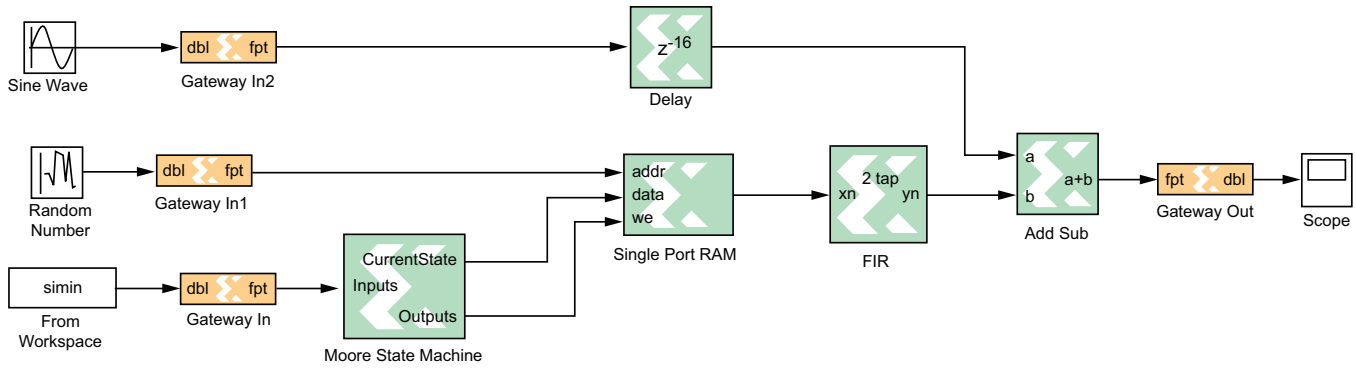 Sine Wave
dbl fpt
Gateway In2
z-16
Delay
Random
Number
dbl fpt
Gateway In1
addr
data
we
Single Port RAM
xn
2 tap
yn
FIR
a
b
a+b
Add Sub
fpt dbl
Gateway Out
Scope
simin
From
Workspace
dbl fpt
Gateway In
CurrentState
Inputs
Outputs
Moore State Machine